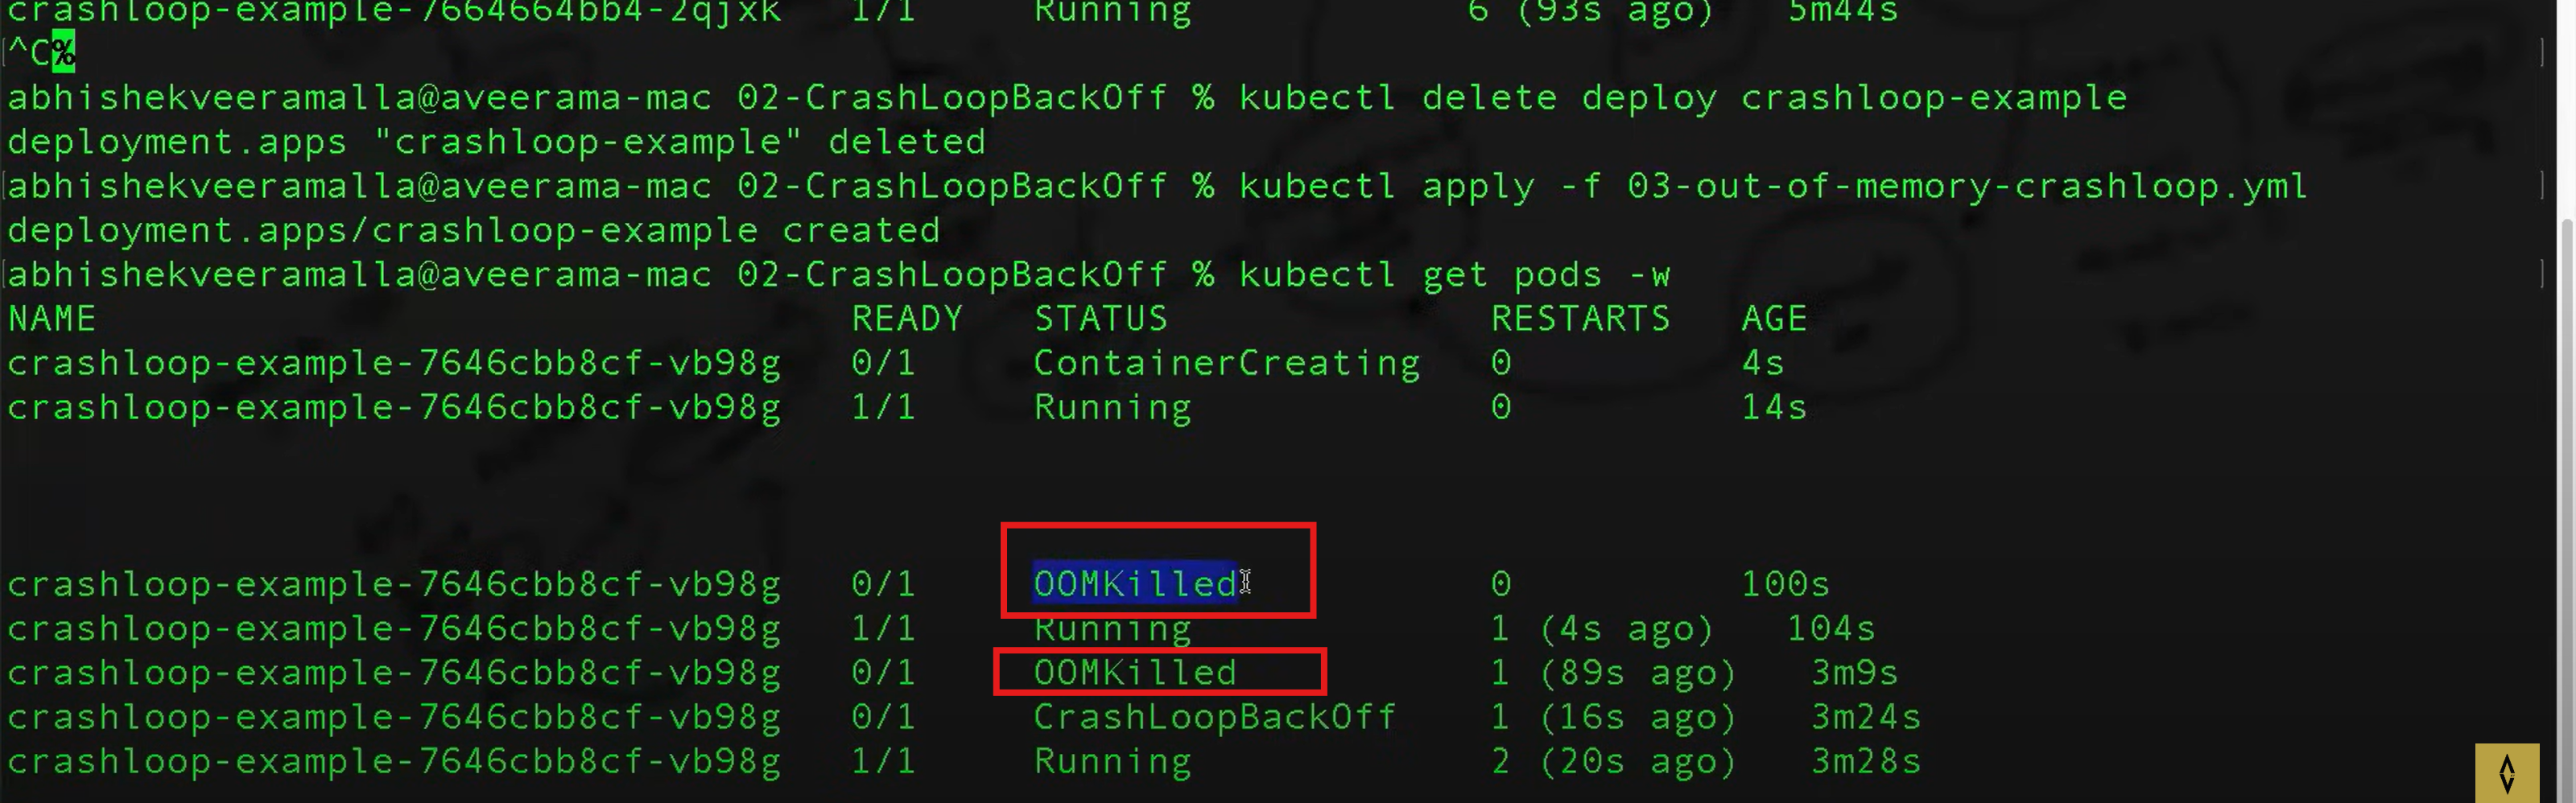 crashloop-example-7664664bb4-2qjxk 1/1 Running 6 (93s ago) 5m44s
^C%
abhishekveeramalla@aveerama-mac 02-CrashLoopBackOff % kubectl delete deploy crashloop-example
deployment.apps "crashloop-example" deleted
abhishekveeramalla@aveerama-mac 02-CrashLoopBackOff % kubectl apply -f 03-out-of-memory-crashloop.yml
deployment.apps/crashloop-example created
abhishekveeramalla@aveerama-mac 02-CrashLoopBackOff % kubectl get pods -w
NAME READY STATUS RESTARTS AGE
crashloop-example-7646cbb8cf-vb98g 0/1 ContainerCreating 0 4s
crashloop-example-7646cbb8cf-vb98g 1/1 Running 0 14s
crashloop-example-7646cbb8cf-vb98g 0/1 OOMKilled 0 100s
crashloop-example-7646cbb8cf-vb98g 1/1 Running 1 (4s ago) 104s
crashloop-example-7646cbb8cf-vb98g 0/1 OOMKilled 1 (89s ago) 3m9s
crashloop-example-7646cbb8cf-vb98g 0/1 CrashLoopBackOff 1 (16s ago) 3m24s
crashloop-example-7646cbb8cf-vb98g 1/1 Running 2 (20s ago) 3m28s